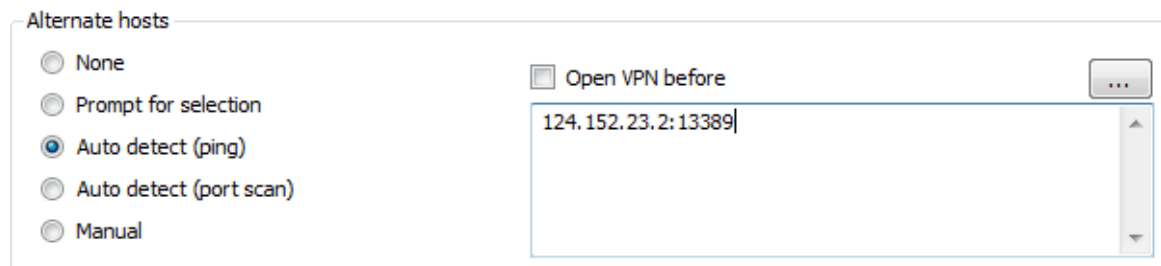 Alternate hosts
None
Prompt for selection
Auto detect (ping)
Auto detect (port scan)
Manual
Open VPN before
...
124.152.23.2:13389